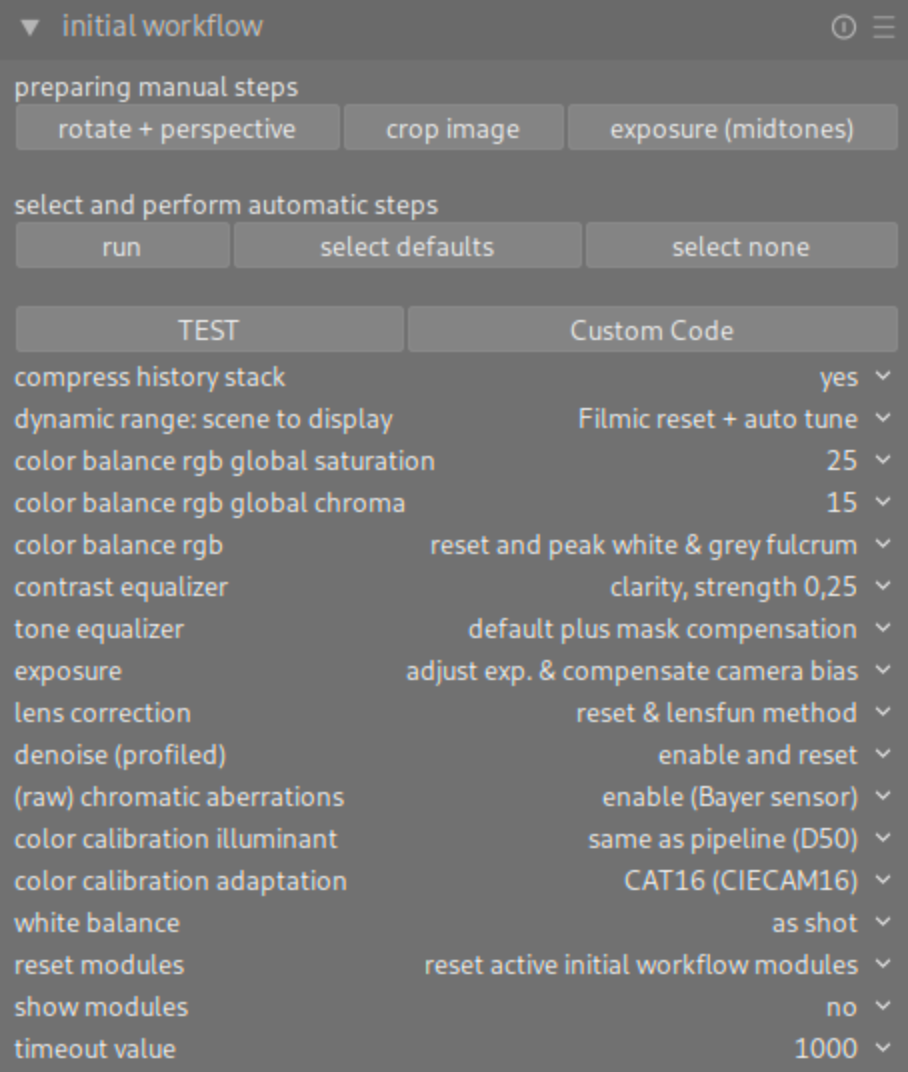 initial workflow
preparing manual steps
rotate + perspective crop image exposure (midtones)
select and perform automatic steps
run select defaults select none
TEST Custom Code
compress history stack yes
dynamic range: scene to display Filmic reset + auto tune
color balance rgb global saturation 25
color balance rgb global chroma 15
color balance rgb reset and peak white & grey fulcrum
contrast equalizer clarity, strength 0,25
tone equalizer default plus mask compensation
exposure adjust exp. & compensate camera bias
lens correction reset & lensfun method
denoise (profiled) enable and reset
(raw) chromatic aberrations enable (Bayer sensor)
color calibration illuminant same as pipeline (D50)
color calibration adaptation CAT16 (CIECAM16)
white balance as shot
reset modules reset active initial workflow modules
show modules no
timeout value 1000